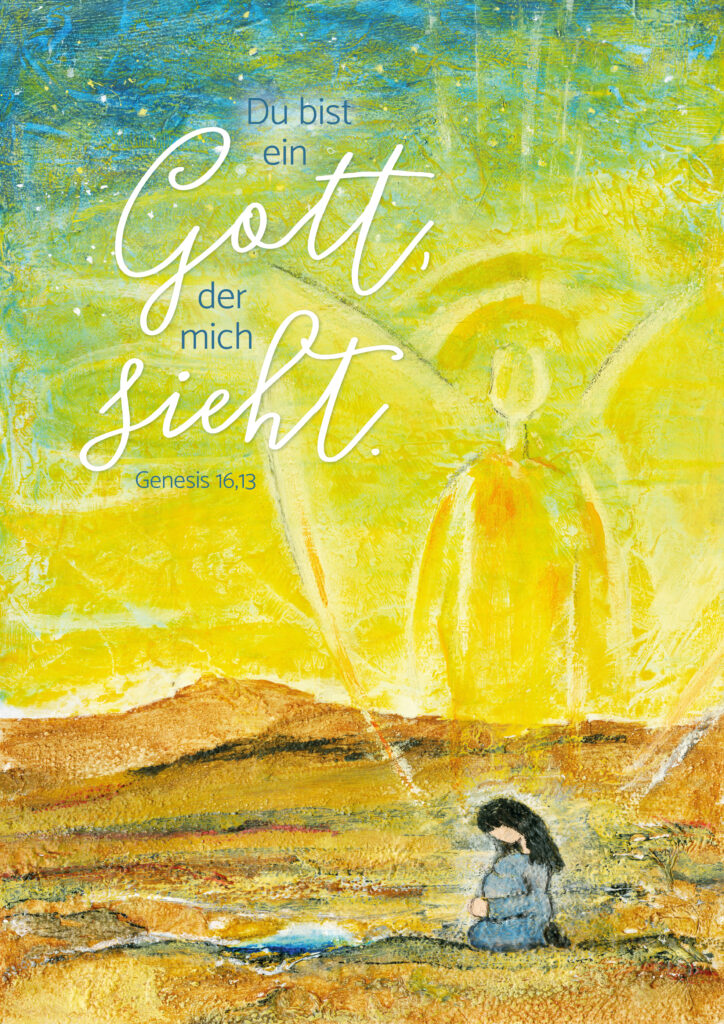 Du bist
ein
Gott,
der
mich
sieht.
Genesis 16,13